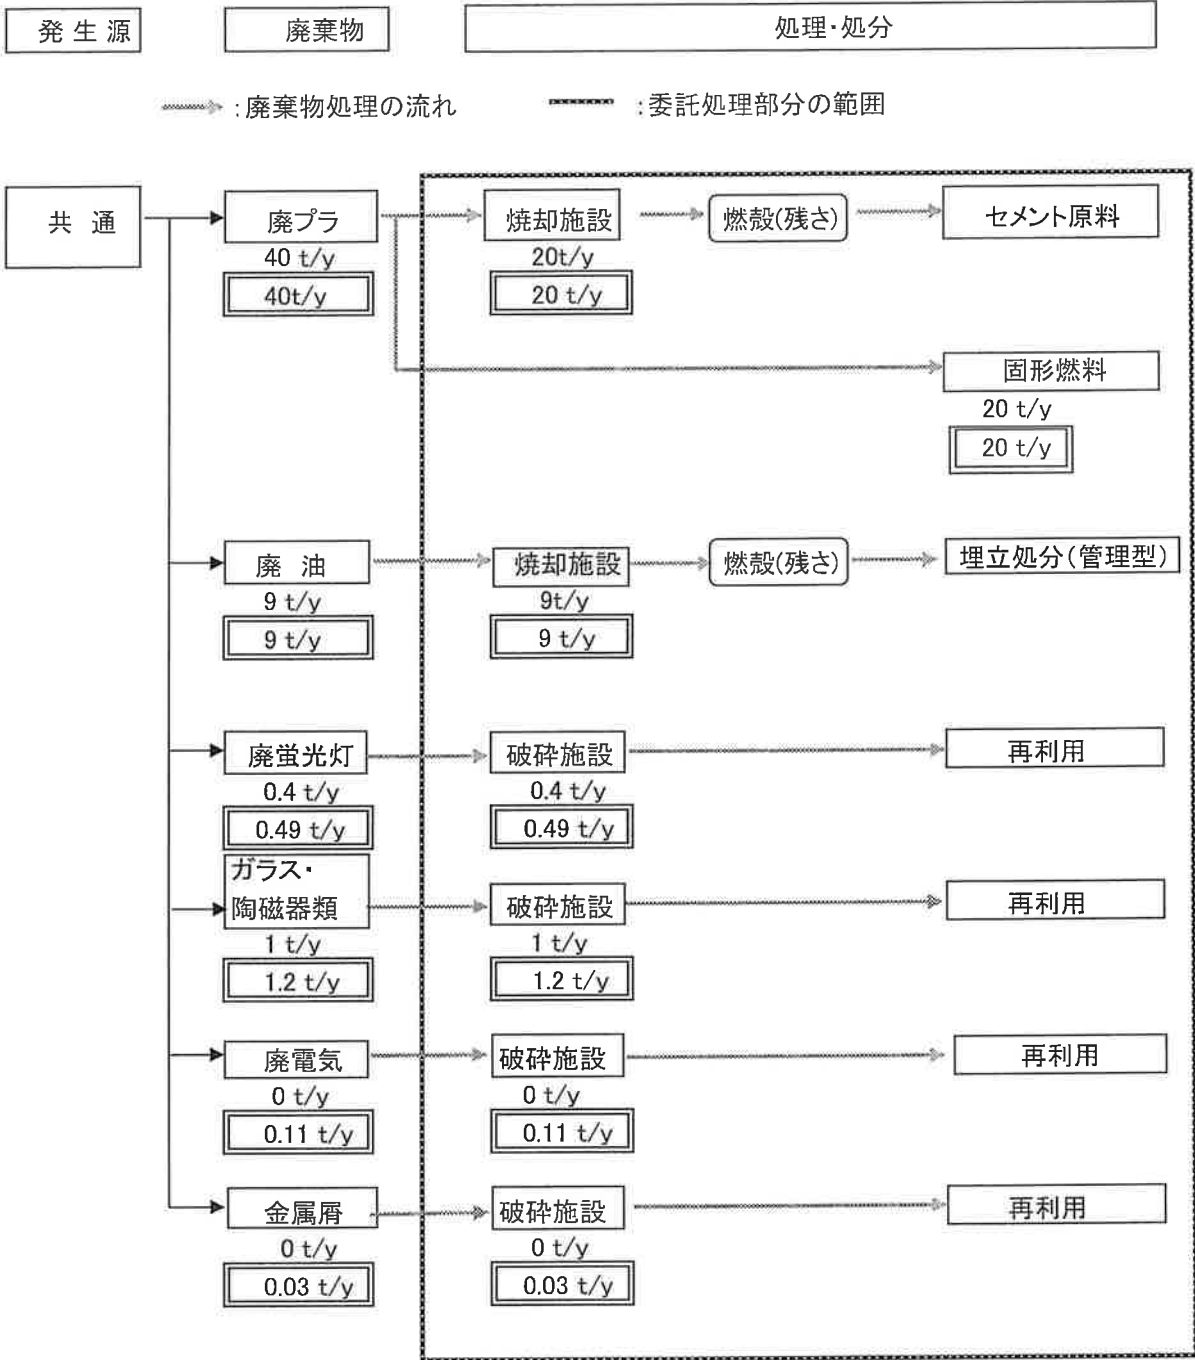 発生源 廃棄物 処理・処分
:廃棄物処理の流れ :委託処理部分の範囲
共 通 廃プラ 焼却施設 燃殻(残さ) セメント原料
40 t/y 20t/y
40t/y 20 t/y
固形燃料
20 t/y
20 t/y
廃 油 焼却施設 燃殻(残さ) 埋立処分(管理型)
9 t/y 9t/y
9 t/y 9 t/y
廃蛍光灯 破砕施設 再利用
0.4 t/y 0.4 t/y
0.49 t/y 0.49 t/y
ガラス・
陶磁器類 破砕施設 再利用
1 t/y 1 t/y
1.2 t/y 1.2 t/y
廃電気 破砕施設 再利用
0 t/y 0 t/y
0.11 t/y 0.11 t/y
金属屑 破砕施設 再利用
0 t/y 0 t/y
0.03 t/y 0.03 t/y